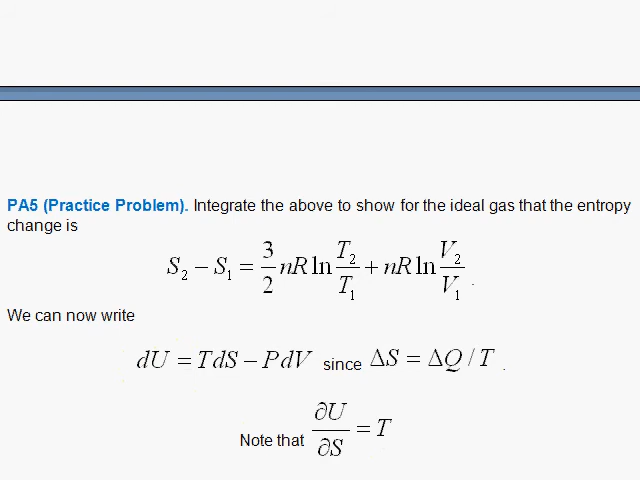 PA5 (Practice Problem). Integrate the above to show for the ideal gas that the entropy
change is
S₂ − S₁ = 3/2 nR ln T₂/T₁ + nR ln V₂/V₁ .
We can now write
dU = TdS − PdV since ΔS = ΔQ / T .
Note that ∂U/∂S = T